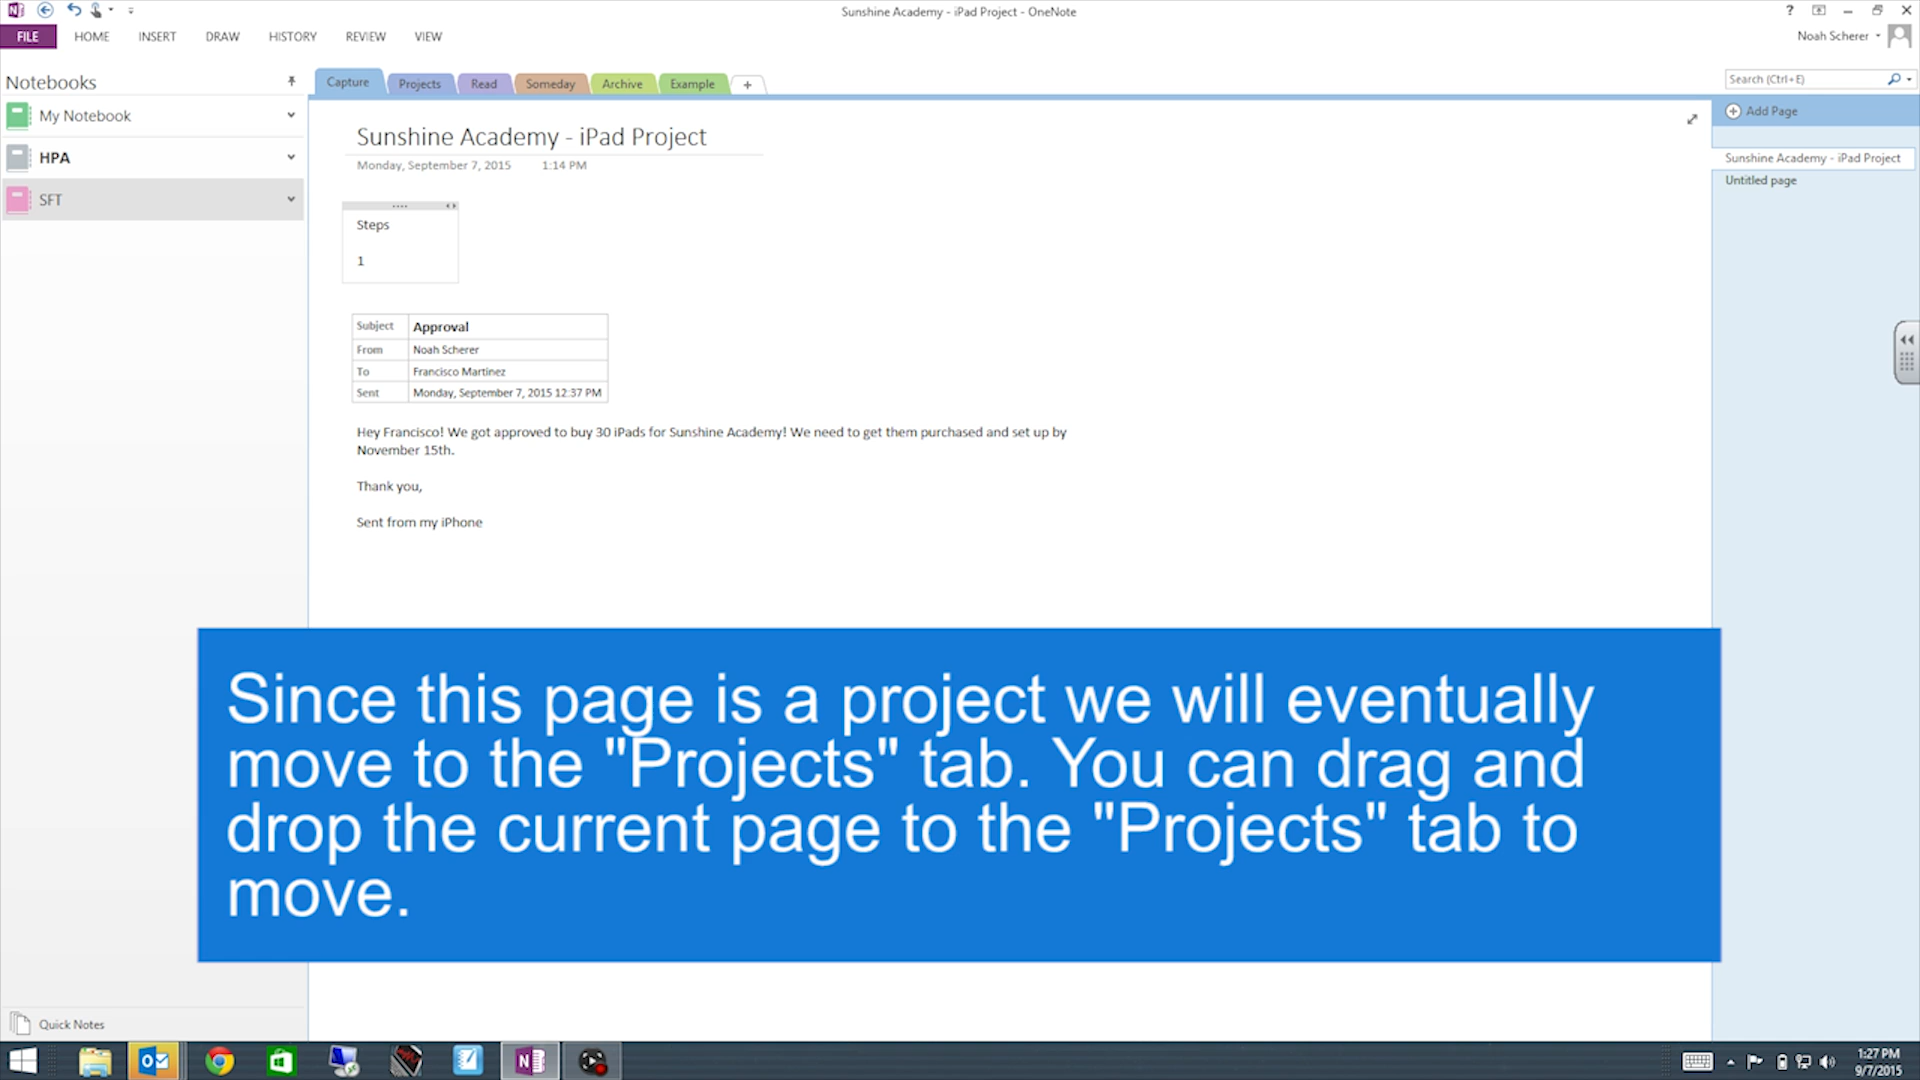 Sunshine Academy - iPad Project - OneNote
?
FILE HOME INSERT DRAW HISTORY REVIEW VIEW
Noah Scherer
Notebooks
Capture Projects Read Someday Archive Example +
Search (Ctrl+E)
My Notebook
HPA
SFT
Add Page
Sunshine Academy - iPad Project
Untitled page
Sunshine Academy - iPad Project
Monday, September 7, 2015 1:14 PM
Steps
1
Subject Approval
From Noah Scherer
To Francisco Martinez
Sent Monday, September 7, 2015 12:37 PM
Hey Francisco! We got approved to buy 30 iPads for Sunshine Academy! We need to get them purchased and set up by
November 15th.
Thank you,
Sent from my iPhone
Since this page is a project we will eventually
move to the "Projects" tab. You can drag and
drop the current page to the "Projects" tab to
move.
Quick Notes
1:27 PM
9/7/2015